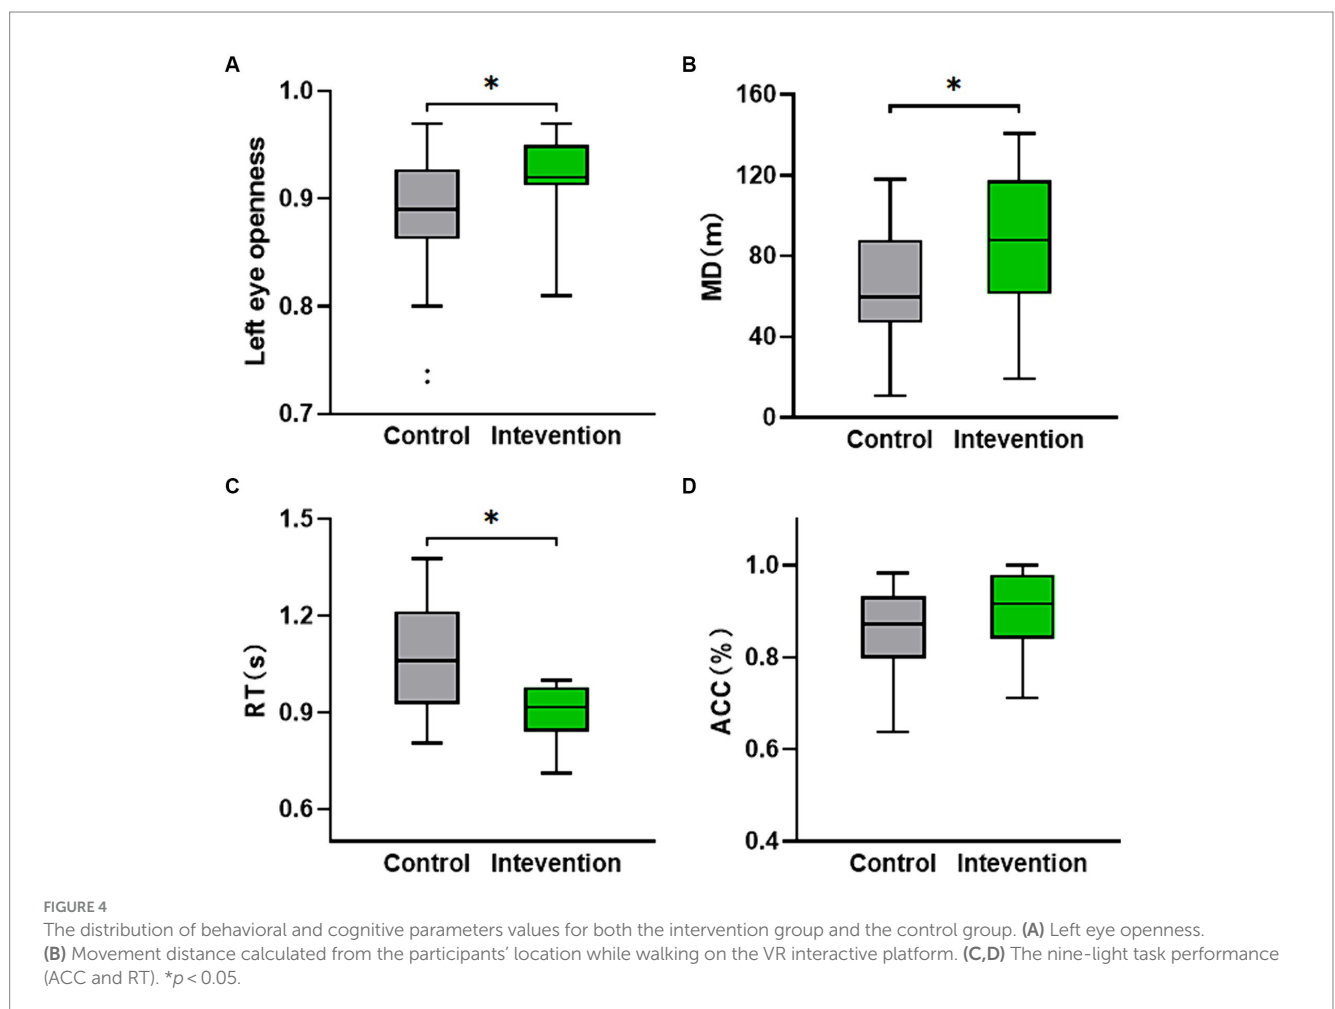 A
*
1.0
0.9
0.8
0.7
Left eye openness
Control Intevention
B
*
160
120
80
40
0
MD(m)
Control Intevention
C
*
1.5
1.2
0.9
0.6
RT(s)
Control Intevention
D
1.0
0.8
0.6
0.4
ACC(%)
Control Intevention
FIGURE 4
The distribution of behavioral and cognitive parameters values for both the intervention group and the control group. (A) Left eye openness.
(B) Movement distance calculated from the participants’ location while walking on the VR interactive platform. (C,D) The nine-light task performance
(ACC and RT). *p < 0.05.